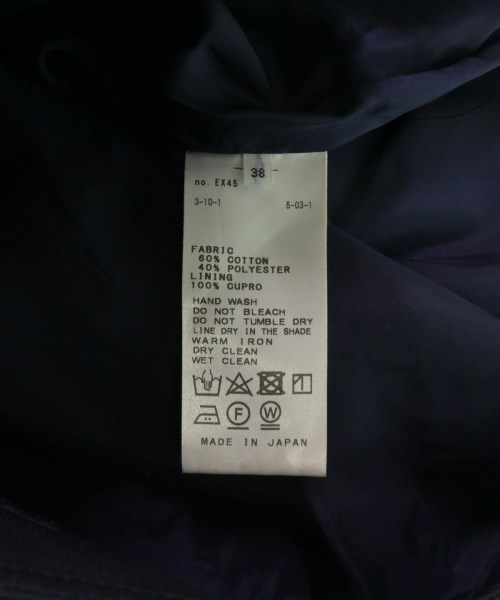 - 38 -
no. EX45
3-10-1 5-03-1
FABRIC
60% COTTON
40% POLYESTER
LINING
100% CUPRO
HAND WASH
DO NOT BLEACH
DO NOT TUMBLE DRY
LINE DRY IN THE SHADE
WARM IRON
DRY CLEAN
WET CLEAN
F W
MADE IN JAPAN